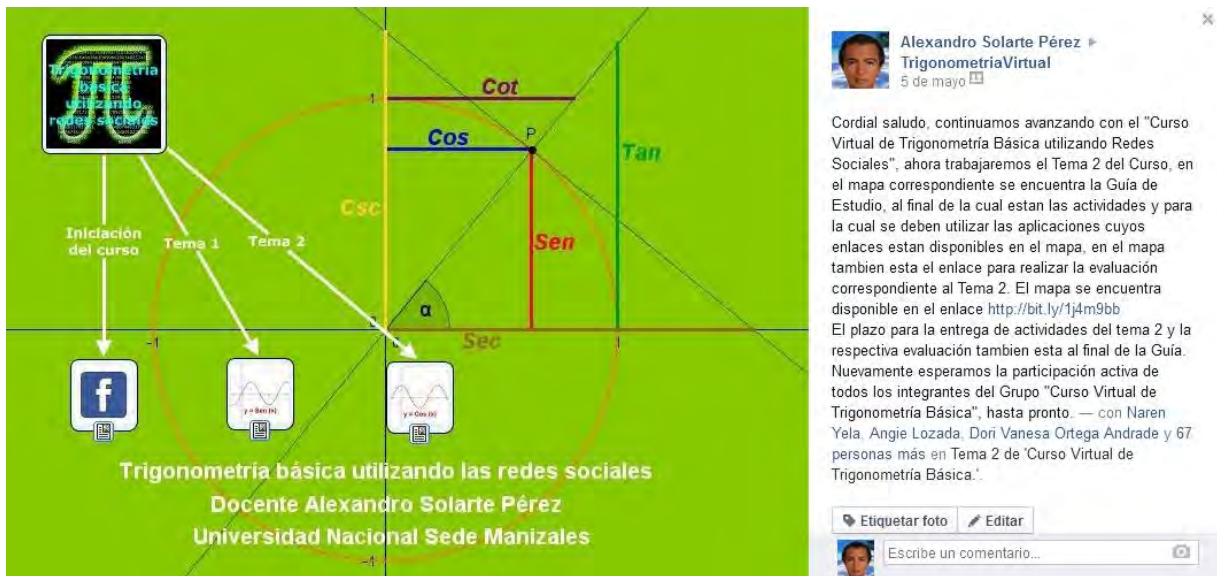 Trigonometría
básica
utilizando
redes sociales
Iniciación
del curso
Tema 1
Tema 2
Cot
Cos
P
Tan
Csc
Sen
α
Sec
1
-1
1
-1
y = Sen (x)
y = Cos (x)
Trigonometría básica utilizando las redes sociales
Docente Alexandro Solarte Pérez
Universidad Nacional Sede Manizales
Alexandro Solarte Pérez
TrigonometriaVirtual
5 de mayo
Cordial saludo, continuamos avanzando con el "Curso
Virtual de Trigonometría Básica utilizando Redes
Sociales", ahora trabajaremos el Tema 2 del Curso, en
el mapa correspondiente se encuentra la Guía de
Estudio, al final de la cual estan las actividades y para
la cual se deben utilizar las aplicaciones cuyos
enlaces estan disponibles en el mapa, en el mapa
tambien esta el enlace para realizar la evaluación
correspondiente al Tema 2. El mapa se encuentra
disponible en el enlace http://bit.ly/1j4m9bb
El plazo para la entrega de actividades del tema 2 y la
respectiva evaluación tambien esta al final de la Guía.
Nuevamente esperamos la participación activa de
todos los integrantes del Grupo "Curso Virtual de
Trigonometría Básica", hasta pronto. — con Naren
Yela, Angie Lozada, Dori Vanesa Ortega Andrade y 67
personas más en Tema 2 de 'Curso Virtual de
Trigonometría Básica.'.
Etiquetar foto
Editar
Escribe un comentario...